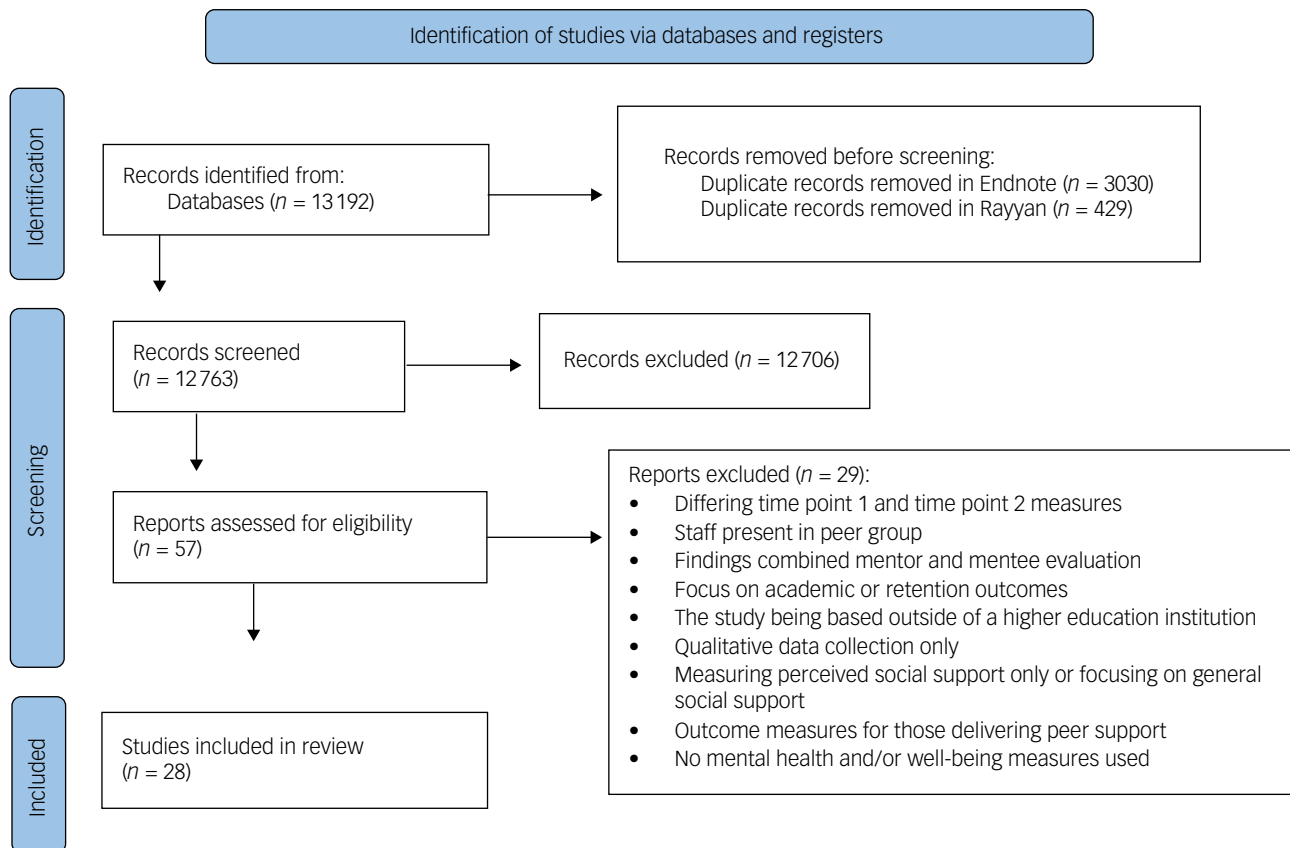 Identification of studies via databases and registers
Identification
Records identified from:
Databases (n = 13 192)
Records removed before screening:
Duplicate records removed in Endnote (n = 3030)
Duplicate records removed in Rayyan (n = 429)
Screening
Records screened
(n = 12 763)
Records excluded (n = 12 706)
Reports assessed for eligibility
(n = 57)
Reports excluded (n = 29):
• Differing time point 1 and time point 2 measures
• Staff present in peer group
• Findings combined mentor and mentee evaluation
• Focus on academic or retention outcomes
• The study being based outside of a higher education institution
• Qualitative data collection only
• Measuring perceived social support only or focusing on general
social support
• Outcome measures for those delivering peer support
• No mental health and/or well-being measures used
Included
Studies included in review
(n = 28)